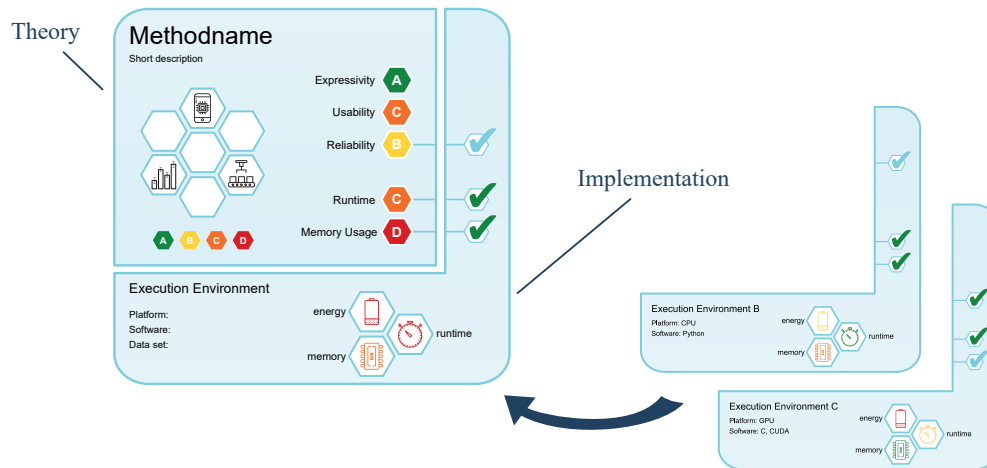 Theory
Methodname
Short description
Expressivity A
Usability C
Reliability B
Runtime C
Memory Usage D
A B C D
Execution Environment
Platform:
Software:
Data set:
energy
runtime
memory
Implementation
Execution Environment B
Platform: CPU
Software: Python
energy
runtime
memory
Execution Environment C
Platform: GPU
Software: C, CUDA
energy
runtime
memory